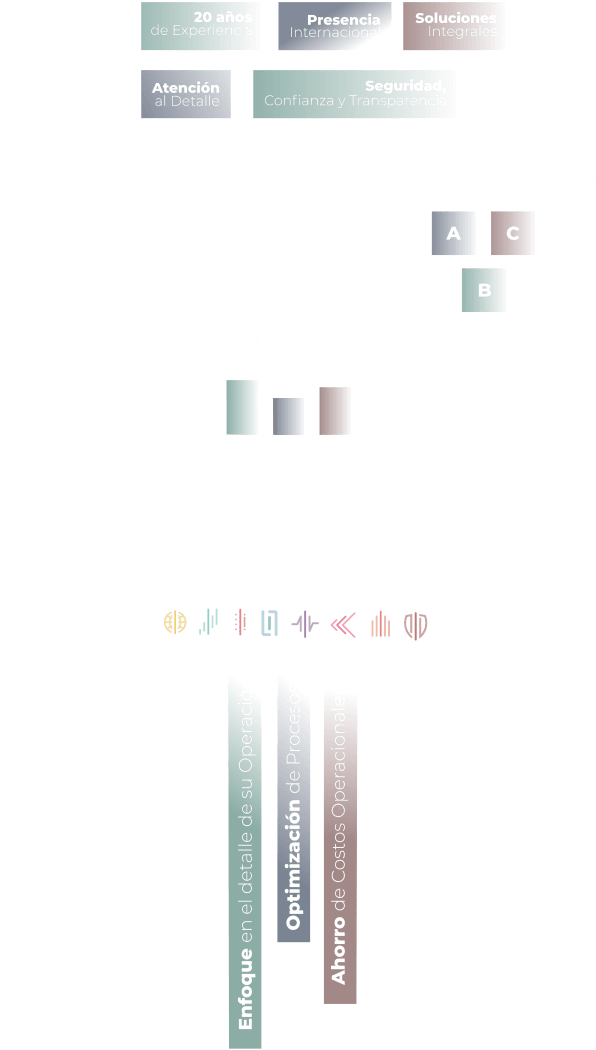 20 años
de Experiencia
Presencia
Internacional
Soluciones
Integrales
Atención
al Detalle
Seguridad,
Confianza y Transparencia
A
C
B
Enfoque en el detalle de su Operación
Optimización de Procesos
Ahorro de Costos Operacionales